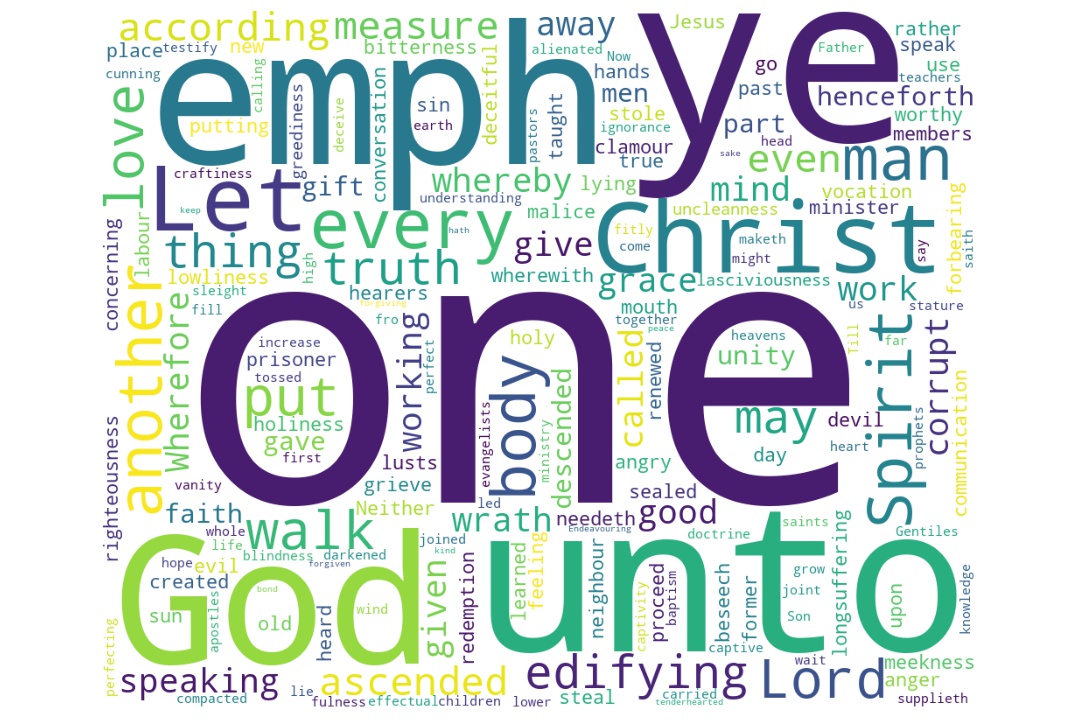 according
measure
away
Jesus
rather
place
testify
new
bitterness
alienated
Father
speak
cunning
calling
emph
ye
Now
use
teachers
hands
go
past
men
henceforth
love
putting
greediness
deceive
conversation
sin
earth
deceitful
pastors
taught
stole
ignorance
clamour
true
part
worthy
members
head
sake
even
man
craftiness
Let
gift
understanding
whereby
lying
mind
vocation
keep
every
hath
malice
uncleanness
minister
fitly
come
Christ
maketh
might
say
forbearing
saith
concerning
labour
thing
high
truth
give
wherewith
grace
lasciviousness
work
lowliness
sleight
fill
hearers
forgiving
fro
mouth
together
peace
us
stature
another
Wherefore
one
increase
prisoner
tossed
put
holiness
gave
first
working
perfect
holy
body
called
renewed
heavens
unity
Till
far
Spirit
corrupt
may
devil
day
heart
prophets
communication
righteousness
vanity
lusts
grieve
evangelists
ministry
descended
angry
sealed
faith
walk
Neither
led
wrath
needeth
good
Endeavouring
doctrine
saints
Gentiles
whole
life
blindness
darkened
forgiven
joined
kind
hope
evil
created
God
unto
sun
apostles
old
bond
heard
wind
given
redemption
learned
feeling
neighbour
captivity
proceed
baptism
beseech
former
grow
joint
Son
longsuffering
upon
knowledge
perfecting
captive
speaking
ascended
edifying
Lord
wait
meekness
anger
compacted
lie
fulness
effectual
children
lower
steal
carried
tenderhearted
supplieth